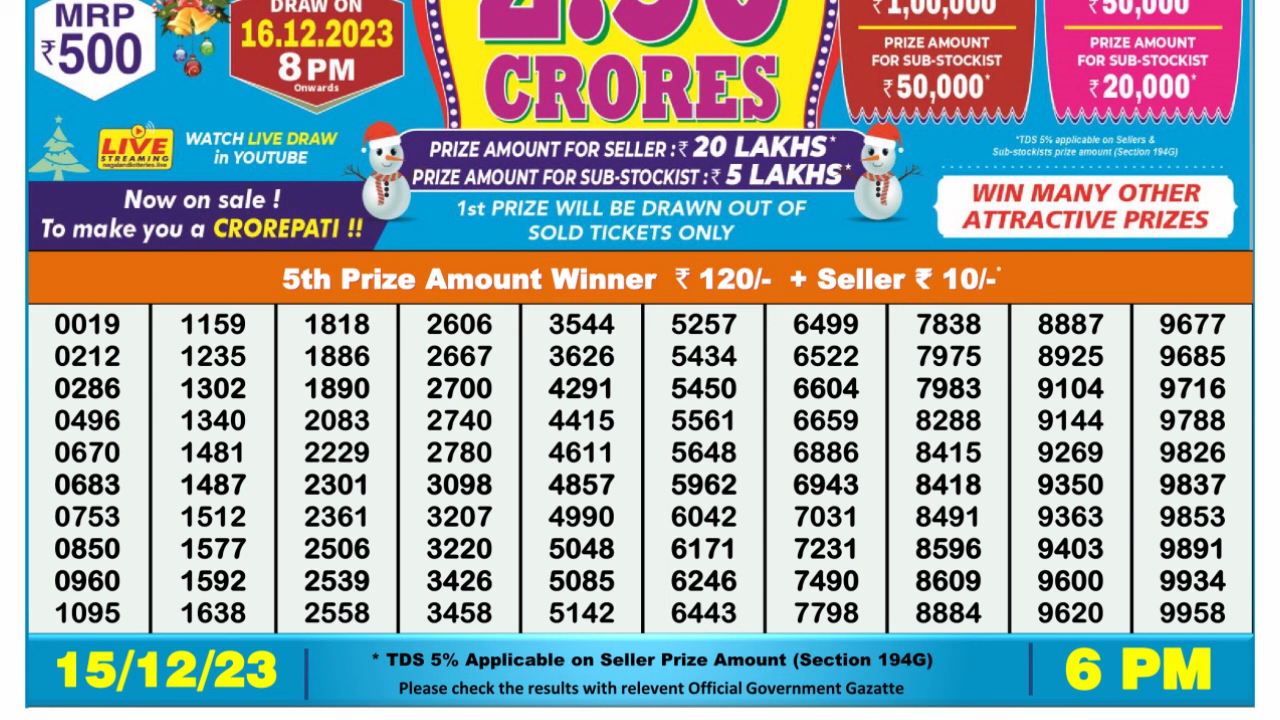 MRP
₹500
DRAW ON
16.12.2023
8 PM
Onwards
2.50
CRORES
₹1,00,000
PRIZE AMOUNT
FOR SUB-STOCKIST
₹50,000*
₹50,000
PRIZE AMOUNT
FOR SUB-STOCKIST
₹20,000*
LIVE
STREAMING
nagalandlotteries.live
WATCH LIVE DRAW
in YOUTUBE
PRIZE AMOUNT FOR SELLER :₹ 20 LAKHS*
PRIZE AMOUNT FOR SUB-STOCKIST :₹ 5 LAKHS*
*TDS 5% applicable on Sellers &
Sub-stockists prize amount (Section 194G)
Now on sale !
To make you a CROREPATI !!
1st PRIZE WILL BE DRAWN OUT OF
SOLD TICKETS ONLY
WIN MANY OTHER
ATTRACTIVE PRIZES
5th Prize Amount Winner ₹ 120/- + Seller ₹ 10/-*
0019 1159 1818 2606 3544 5257 6499 7838 8887 9677
0212 1235 1886 2667 3626 5434 6522 7975 8925 9685
0286 1302 1890 2700 4291 5450 6604 7983 9104 9716
0496 1340 2083 2740 4415 5561 6659 8288 9144 9788
0670 1481 2229 2780 4611 5648 6886 8415 9269 9826
0683 1487 2301 3098 4857 5962 6943 8418 9350 9837
0753 1512 2361 3207 4990 6042 7031 8491 9363 9853
0850 1577 2506 3220 5048 6171 7231 8596 9403 9891
0960 1592 2539 3426 5085 6246 7490 8609 9600 9934
1095 1638 2558 3458 5142 6443 7798 8884 9620 9958
15/12/23
* TDS 5% Applicable on Seller Prize Amount (Section 194G)
Please check the results with relevent Official Government Gazatte
6 PM